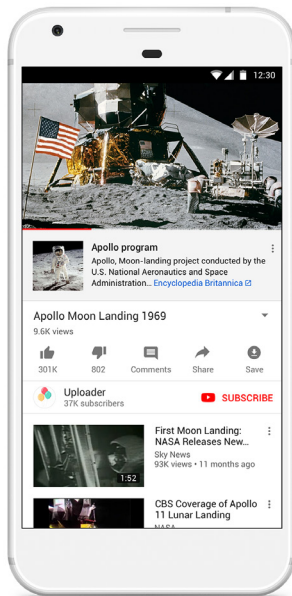 12:30
Apollo program
Apollo, Moon-landing project conducted by the
U.S. National Aeronautics and Space
Administration... Encyclopedia Britannica
Apollo Moon Landing 1969
9.6K views
301K
802
Comments
Share
Save
Uploader
37K subscribers
SUBSCRIBE
First Moon Landing:
NASA Releases New...
Sky News
93K views • 11 months ago
1:52
CBS Coverage of Apollo
11 Lunar Landing
NASA